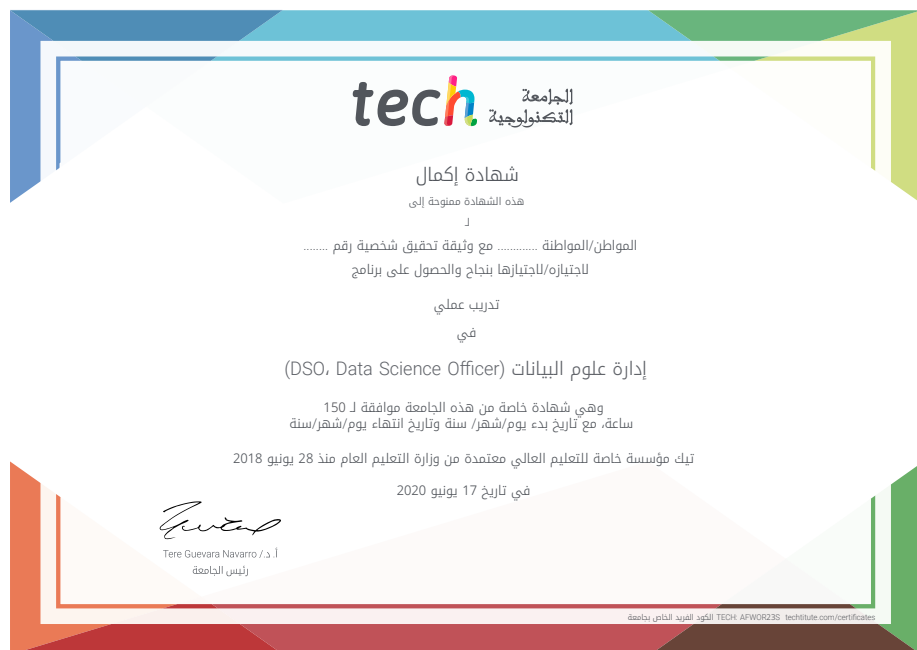 tech الجامعة
التكنولوجية
شهادة إكمال
هذه الشهادة ممنوحة إلى
لـ
المواطن/المواطنة ............. مع وثيقة تحقيق شخصية رقم ........
لاجتيازه/لاجتيازها بنجاح والحصول على برنامج
تدريب عملي
في
إدارة علوم البيانات (DSO، Data Science Officer)
وهي شهادة خاصة من هذه الجامعة موافقة لـ 150
ساعة، مع تاريخ بدء يوم/شهر/ سنة وتاريخ انتهاء يوم/شهر/سنة
تيك مؤسسة خاصة للتعليم العالي معتمدة من وزارة التعليم العام منذ 28 يونيو 2018
في تاريخ 17 يونيو 2020
أ. د./ Tere Guevara Navarro
رئيس الجامعة
الكود الفريد الخاص بجامعة TECH: AFWOR23S techtitute.com/certificates